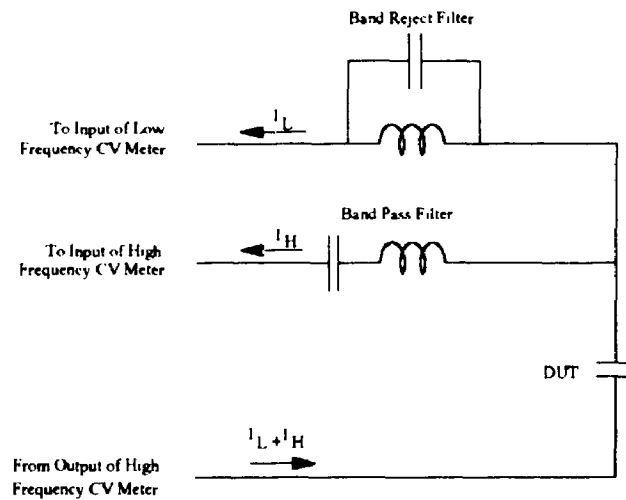 Band Reject Filter
I L
To Input of Low
Frequency CV Meter
Band Pass Filter
I H
To Input of High
Frequency CV Meter
DUT
I L + I H
From Output of High
Frequency CV Meter